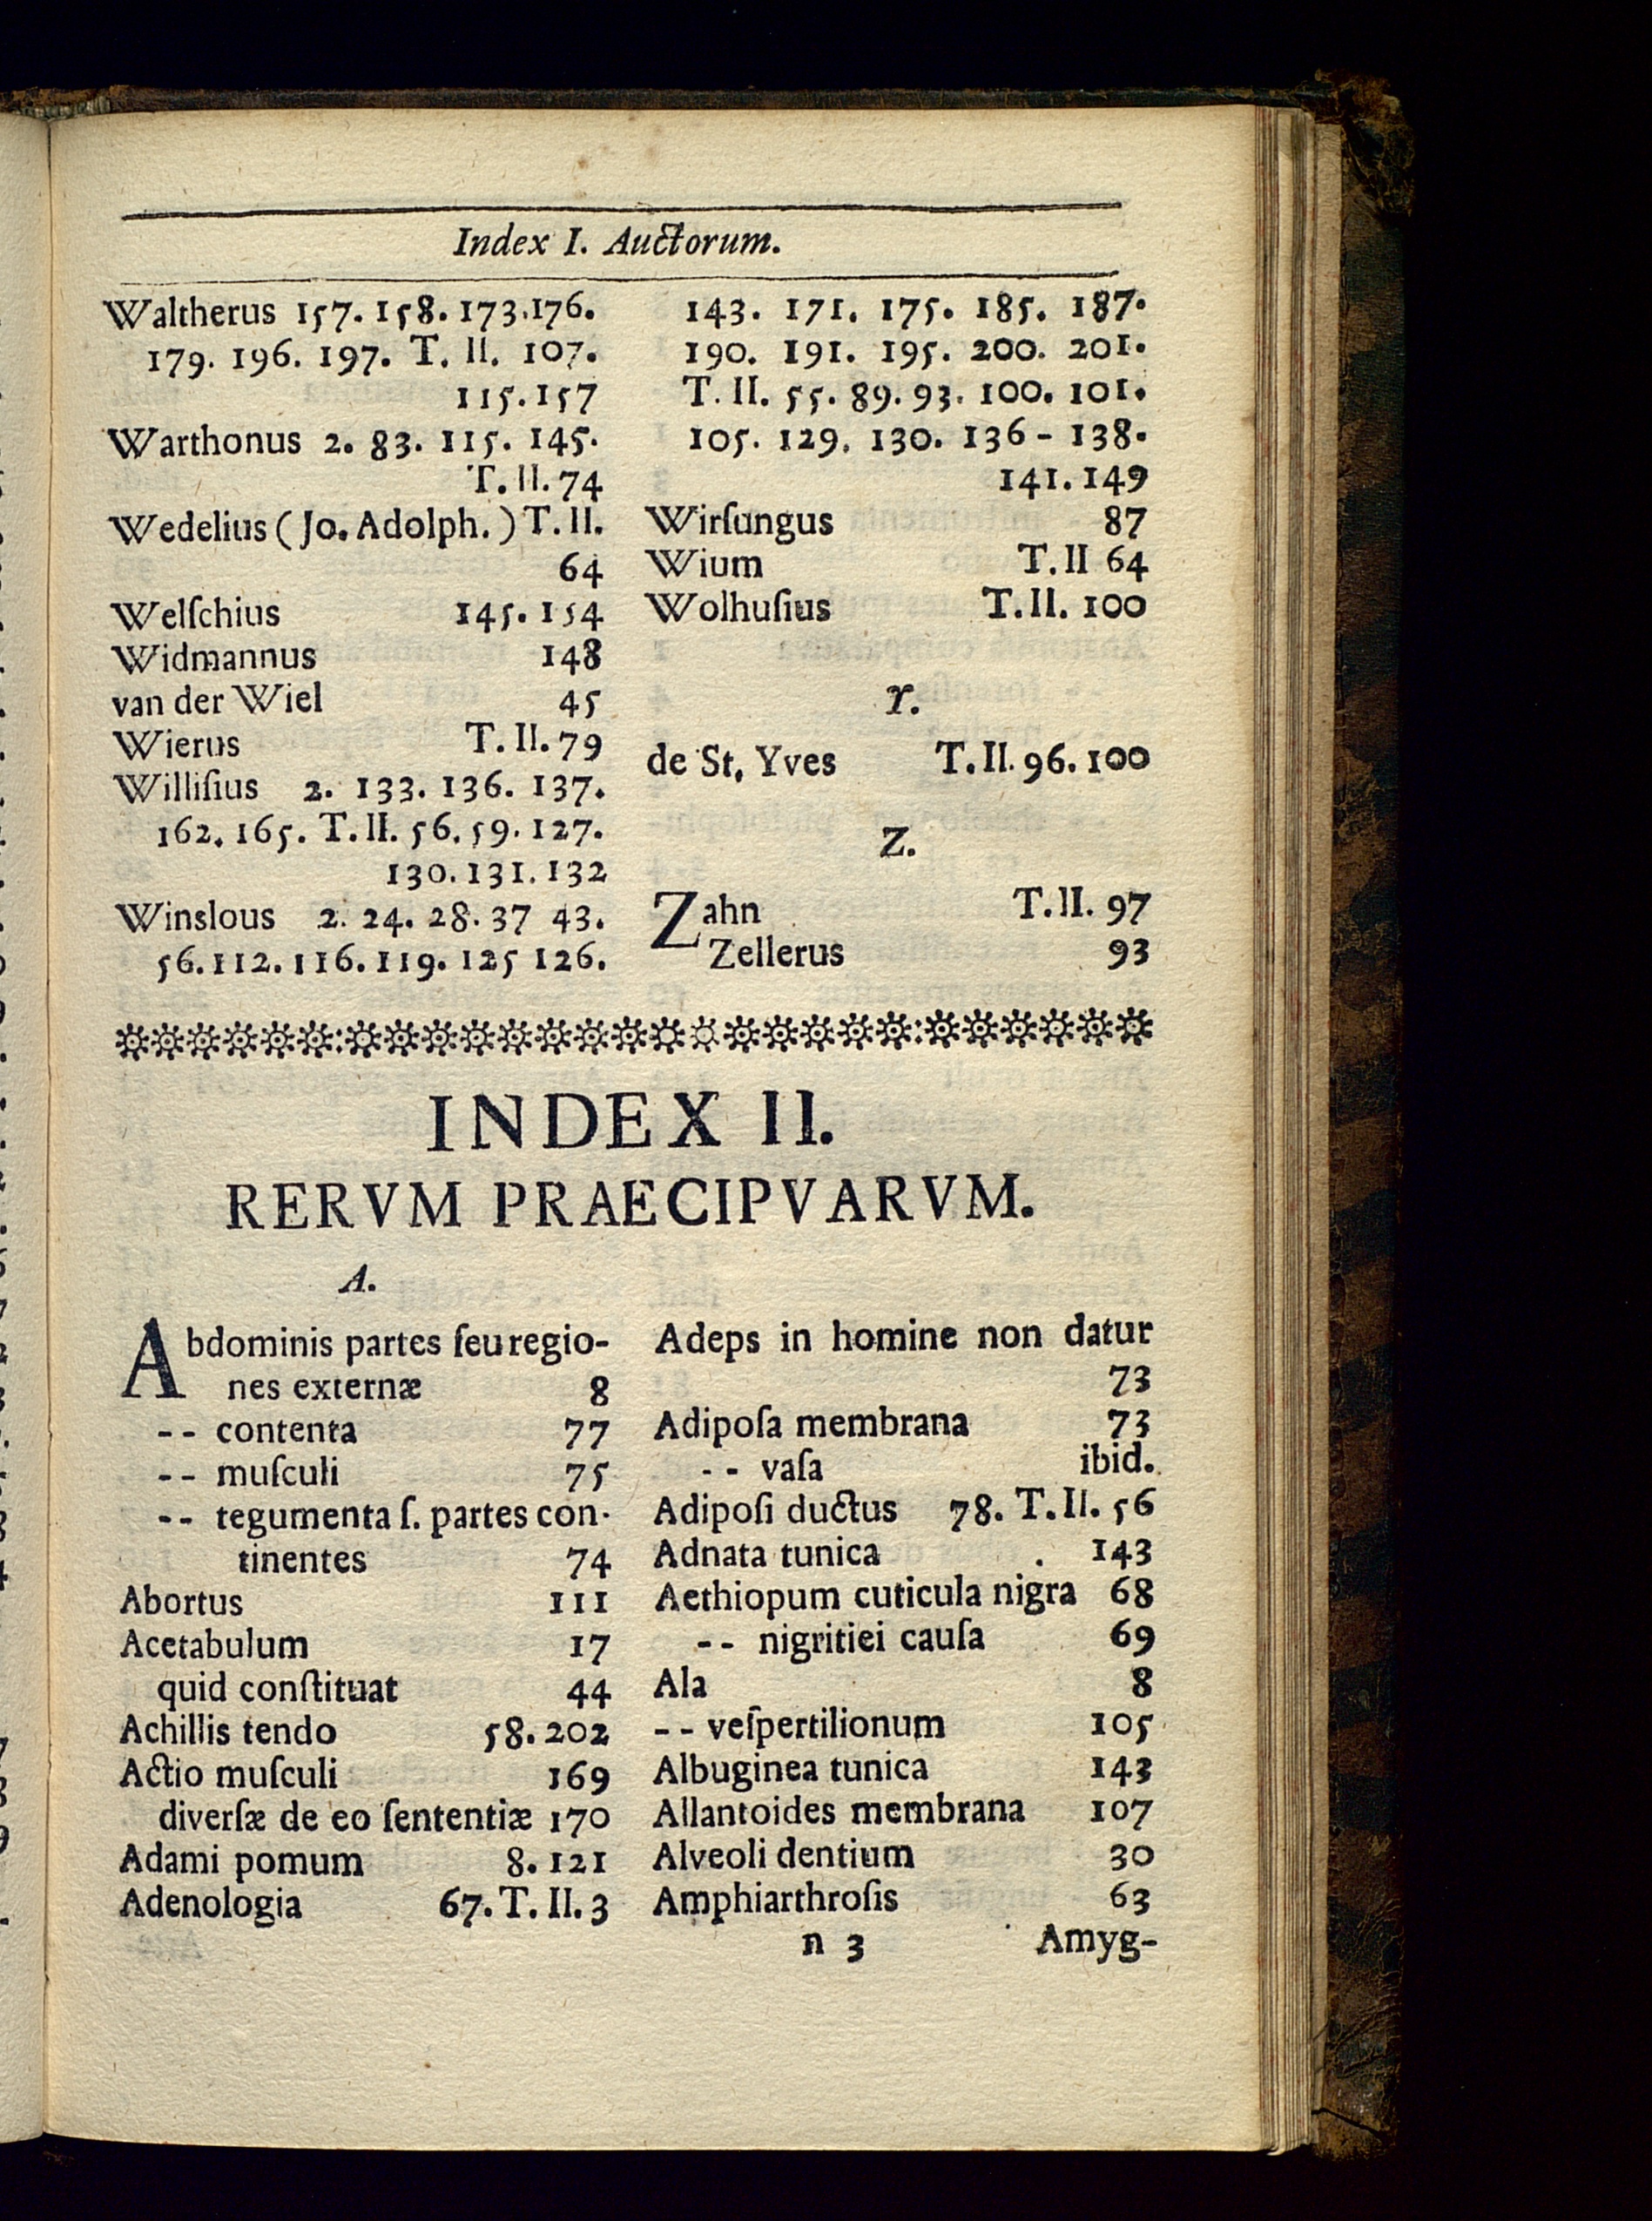 Index I. Auctorum.
Waltherus 157. 158. 173. 176.
179. 196. 197. T. II. 107.
115. 157
Warthonus 2. 83. 115. 145.
T. II. 74
Wedelius (Jo. Adolph.) T. II.
64
Welſchius 145. 154
Widmannus 148
van der Wiel 45
Wierus T. II. 79
Williſius 2. 133. 136. 137.
162. 165. T. II. 56. 59. 127.
130. 131. 132
Winslous 2. 24. 28. 37 43.
56. 112. 116. 119. 125 126.
143. 171. 175. 185. 187.
190. 191. 195. 200. 201.
T. II. 55. 89. 93. 100. 101.
105. 129. 130. 136 - 138.
141. 149
Wirſungus 87
Wium T. II 64
Wolhuſius T. II. 100
Y.
de St. Yves T. II. 96. 100
Z.
Zahn T. II. 97
Zellerus 93
INDEX II.
RERVM PRAECIPVARVM.
A.
Abdominis partes ſeu regio-
nes externæ 8
-- contenta 77
-- muſculi 75
-- tegumenta ſ. partes con-
tinentes 74
Abortus 111
Acetabulum 17
quid conſtituat 44
Achillis tendo 58. 202
Actio muſculi 169
diverſæ de eo ſententiæ 170
Adami pomum 8. 121
Adenologia 67. T. II. 3
Adeps in homine non datur
73
Adipoſa membrana 73
-- vaſa ibid.
Adipoſi ductus 78. T. II. 56
Adnata tunica 143
Aethiopum cuticula nigra 68
-- nigritiei cauſa 69
Ala 8
-- veſpertilionum 105
Albuginea tunica 143
Allantoides membrana 107
Alveoli dentium 30
Amphiarthroſis 63
n 3 Amyg-